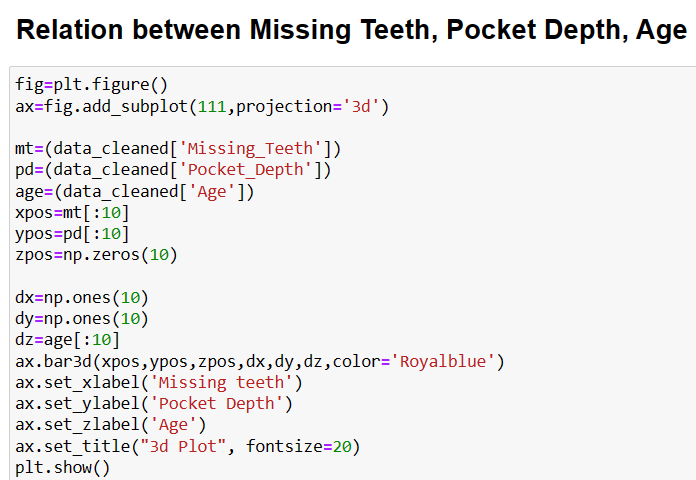 Relation between Missing Teeth, Pocket Depth, Age
fig=plt.figure()
ax=fig.add_subplot(111,projection='3d')
mt=(data_cleaned['Missing_Teeth'])
pd=(data_cleaned['Pocket_Depth'])
age=(data_cleaned['Age'])
xpos=mt[:10]
ypos=pd[:10]
zpos=np.zeros(10)
dx=np.ones(10)
dy=np.ones(10)
dz=age[:10]
ax.bar3d(xpos,ypos,zpos,dx,dy,dz,color='Royalblue')
ax.set_xlabel('Missing teeth')
ax.set_ylabel('Pocket Depth')
ax.set_zlabel('Age')
ax.set_title("3d Plot", fontsize=20)
plt.show()